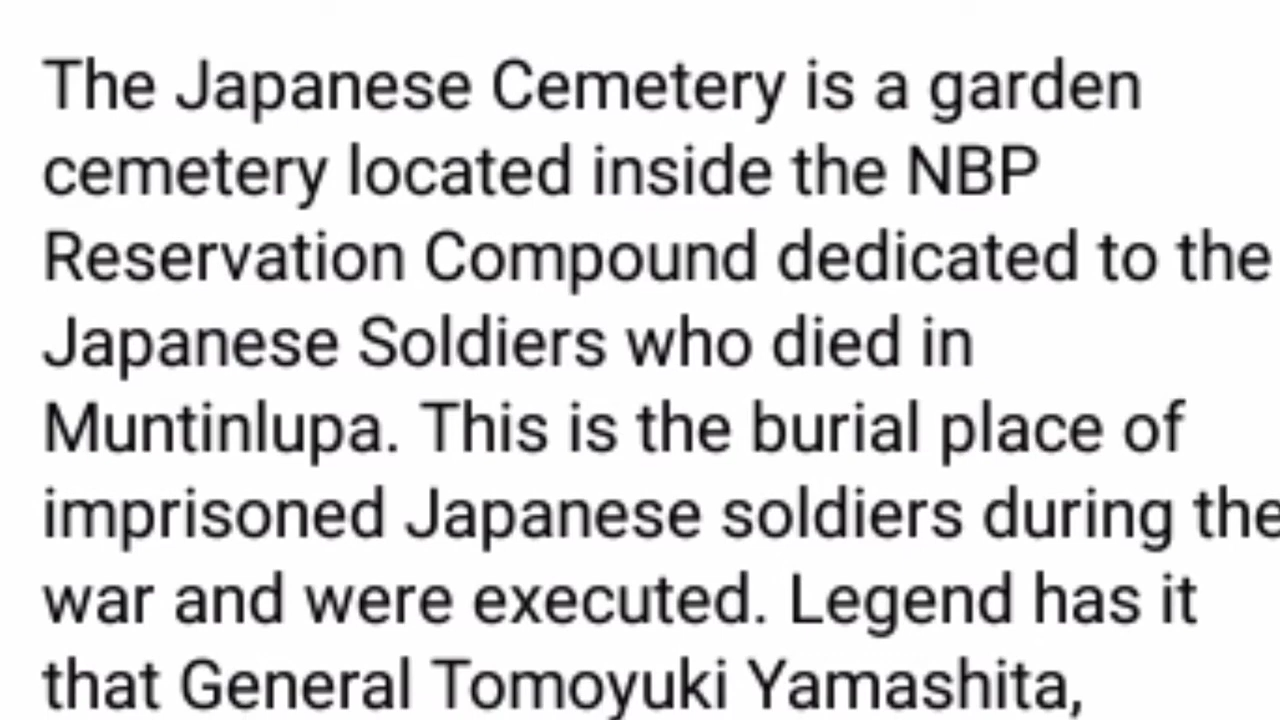 The Japanese Cemetery is a garden
cemetery located inside the NBP
Reservation Compound dedicated to the
Japanese Soldiers who died in
Muntinlupa. This is the burial place of
imprisoned Japanese soldiers during the
war and were executed. Legend has it
that General Tomoyuki Yamashita,